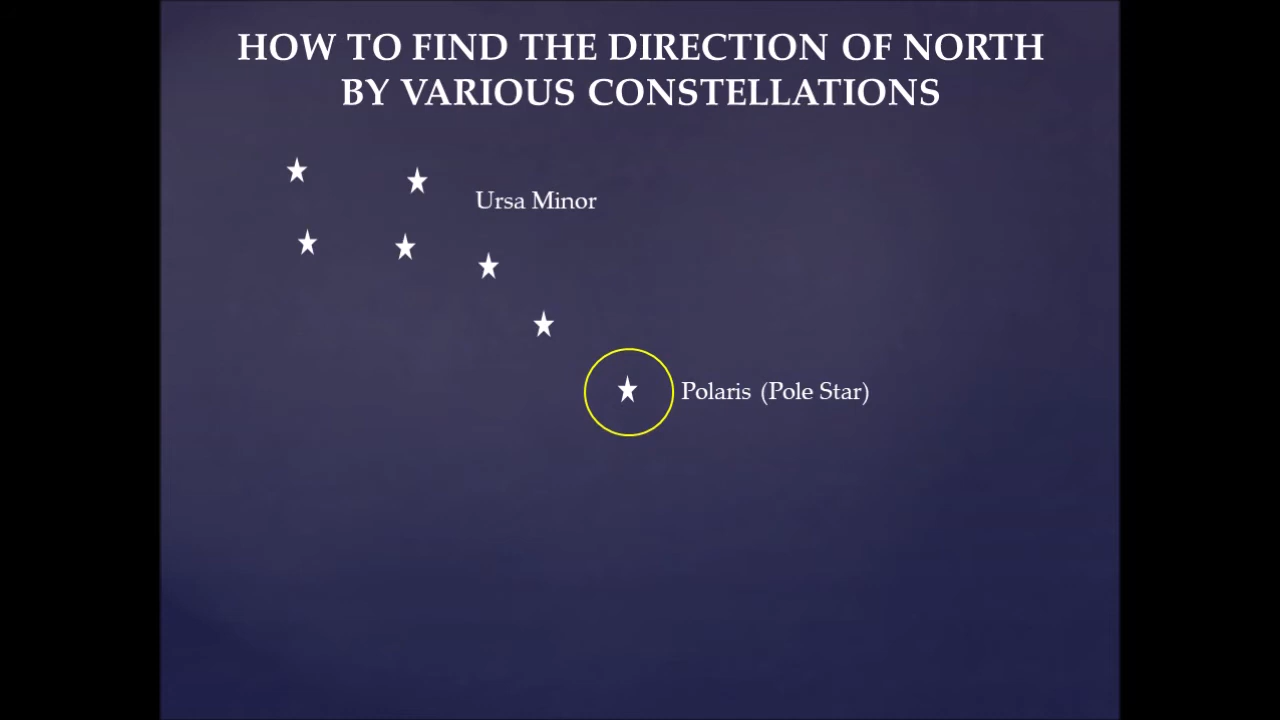 HOW TO FIND THE DIRECTION OF NORTH
BY VARIOUS CONSTELLATIONS
Ursa Minor
Polaris (Pole Star)